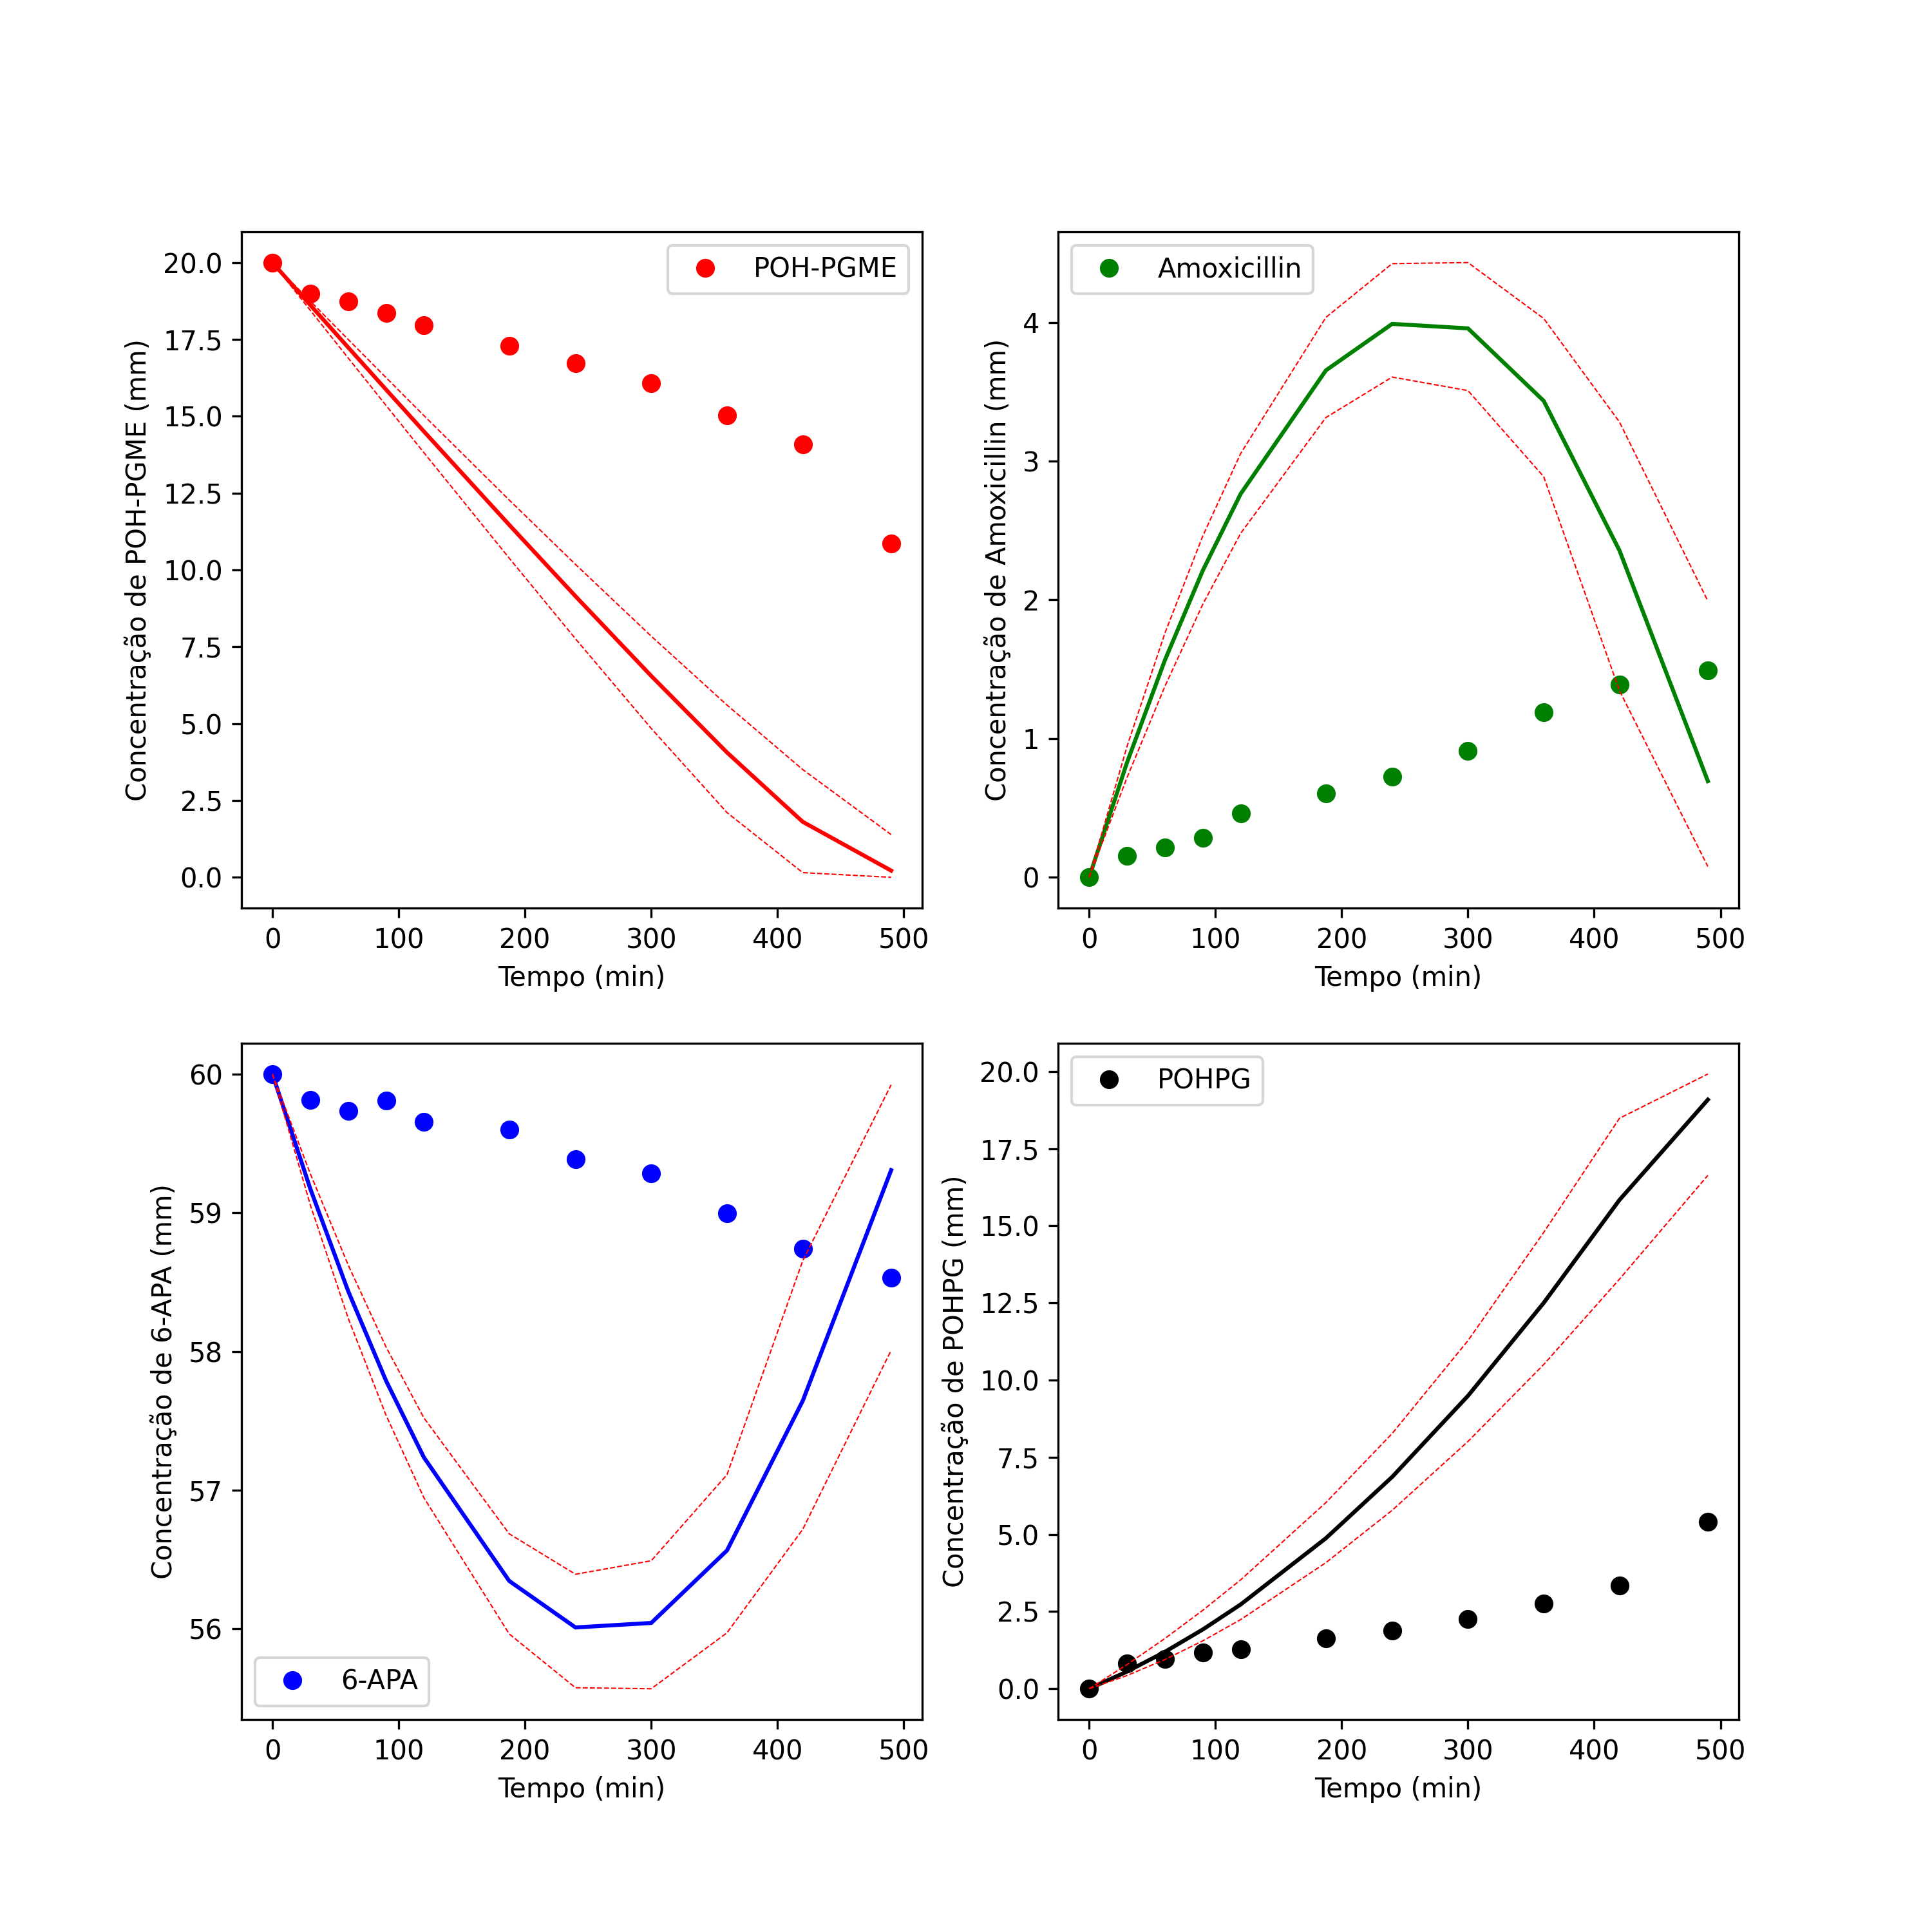 POH-PGME
Concentração de POH-PGME (mm)
20.0
17.5
15.0
12.5
10.0
7.5
5.0
2.5
0.0
0 100 200 300 400 500
Tempo (min)
Amoxicillin
Concentração de Amoxicillin (mm)
4
3
2
1
0
0 100 200 300 400 500
Tempo (min)
Concentração de 6-APA (mm)
60
59
58
57
56
6-APA
0 100 200 300 400 500
Tempo (min)
POHPG
Concentração de POHPG (mm)
20.0
17.5
15.0
12.5
10.0
7.5
5.0
2.5
0.0
0 100 200 300 400 500
Tempo (min)